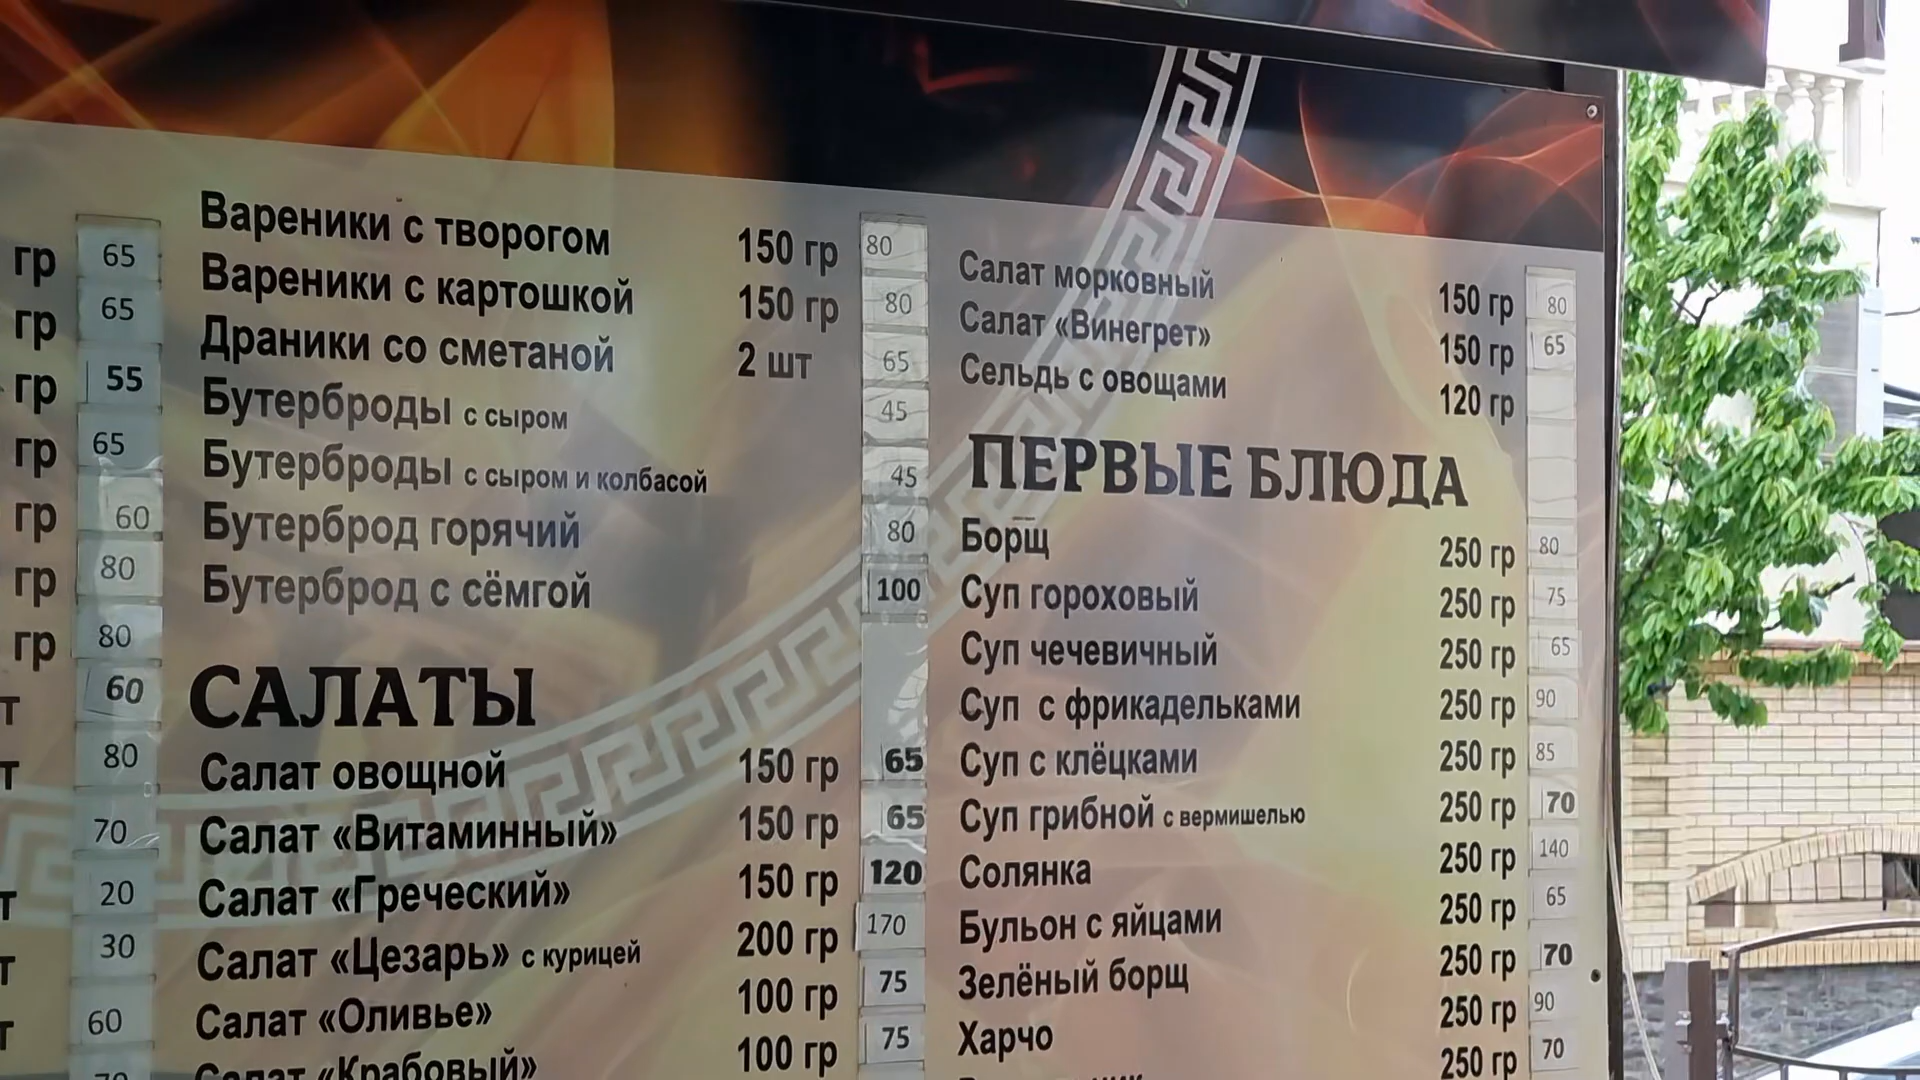 гр 65
гр 65
гр 55
гр 65
гр 60
гр 80
гр 80
т 60
т 80
70
т 20
т 30
т 60
Вареники с творогом 150 гр 80
Вареники с картошкой 150 гр 80
Драники со сметаной 2 шт 65
Бутерброды с сыром 45
Бутерброды с сыром и колбасой 45
Бутерброд горячий 80
Бутерброд с сёмгой 100
САЛАТЫ
Салат овощной 150 гр 65
Салат «Витаминный» 150 гр 65
Салат «Греческий» 150 гр 120
Салат «Цезарь» с курицей 200 гр 170
Салат «Оливье» 100 гр 75
Салат «Крабовый» 100 гр 75
Салат морковный 150 гр 80
Салат «Винегрет» 150 гр 65
Сельдь с овощами 120 гр
ПЕРВЫЕ БЛЮДА
Борщ 250 гр 80
Суп гороховый 250 гр 75
Суп чечевичный 250 гр 65
Суп с фрикадельками 250 гр 90
Суп с клёцками 250 гр 85
Суп грибной с вермишелью 250 гр 70
Солянка 250 гр 140
Бульон с яйцами 250 гр 65
Зелёный борщ 250 гр 70
Харчо 250 гр 90
250 гр 70